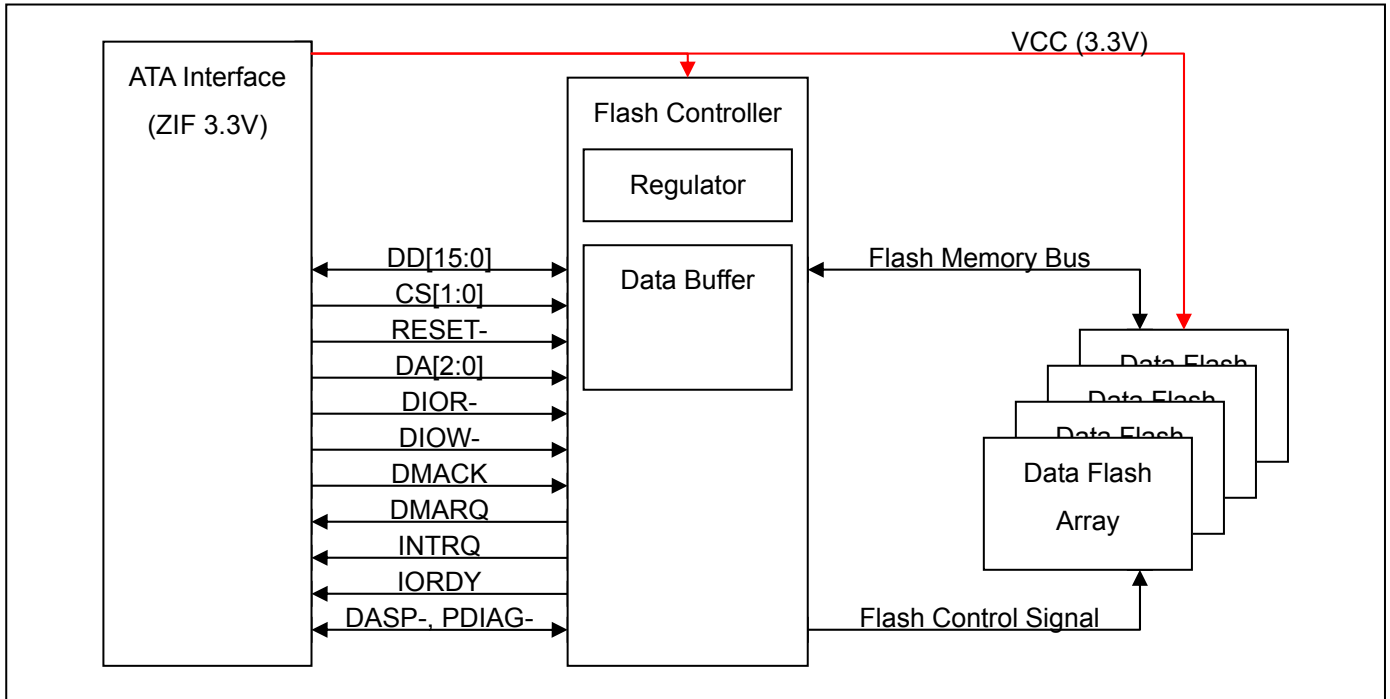 VCC (3.3V)
ATA Interface
(ZIF 3.3V)
Flash Controller
Regulator
Data Buffer
DD[15:0]
CS[1:0]
RESET-
DA[2:0]
DIOR-
DIOW-
DMACK
DMARQ
INTRQ
IORDY
DASP-, PDIAG-
Flash Memory Bus
Data Flash
Data Flash
Data Flash
Data Flash
Array
Flash Control Signal